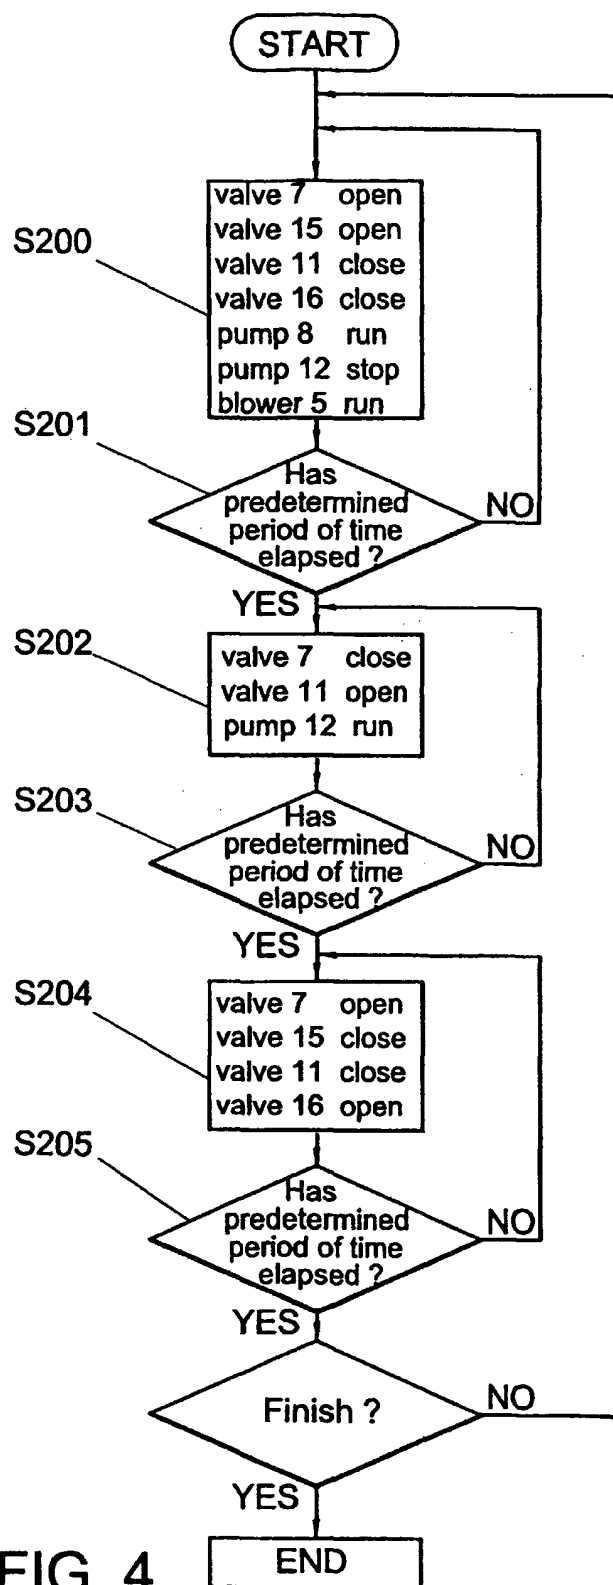 START
S200
valve 7 open
valve 15 open
valve 11 close
valve 16 close
pump 8 run
pump 12 stop
blower 5 run
S201
Has
predetermined
period of time
elapsed ?
NO
YES
S202
valve 7 close
valve 11 open
pump 12 run
S203
Has
predetermined
period of time
elapsed ?
NO
YES
S204
valve 7 open
valve 15 close
valve 11 close
valve 16 open
S205
Has
predetermined
period of time
elapsed ?
NO
YES
Finish ?
NO
YES
END
FIG. 4